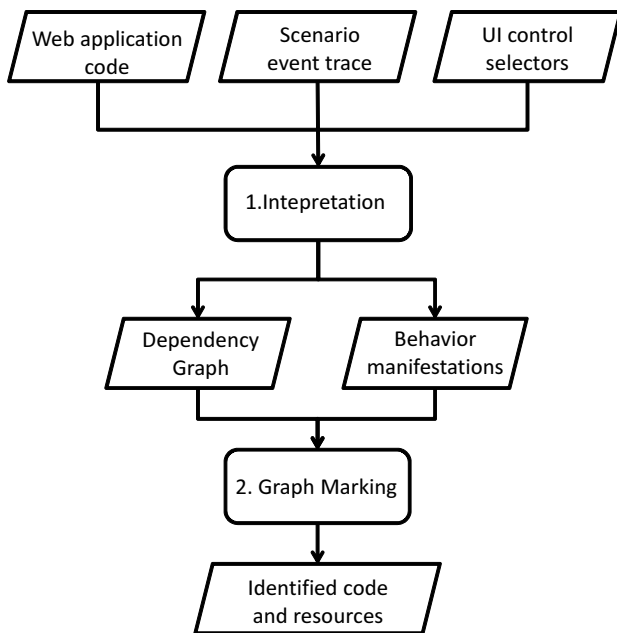 Web application
code
Scenario
event trace
UI control
selectors
1.Intepretation
Dependency
Graph
Behavior
manifestations
2. Graph Marking
Identified code
and resources